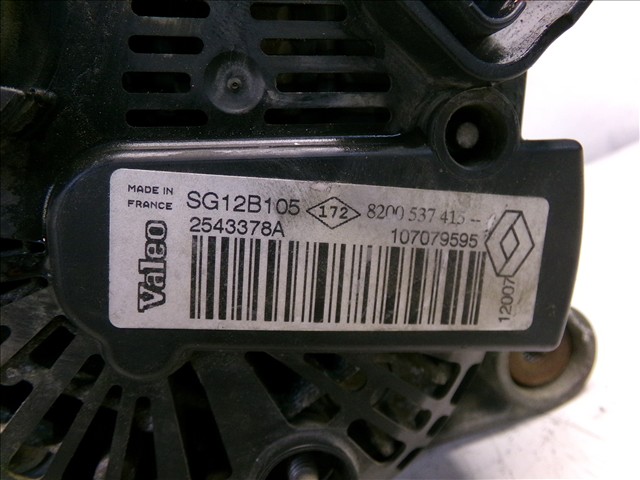 MADE IN
FRANCE
Valeo
SG12B105 172 8200 537 415--
2543378A 107079595
12007